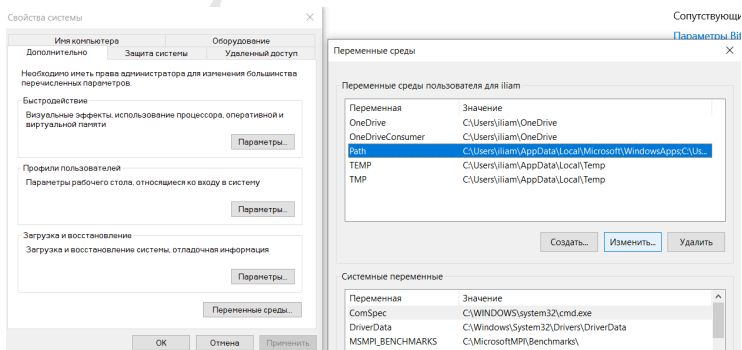 Свойства системы
Имя компьютера Оборудование
Дополнительно Защита системы Удаленный доступ
Необходимо иметь права администратора для изменения большинства
перечисленных параметров.
Быстродействие
Визуальные эффекты, использование процессора, оперативной и
виртуальной памяти
Параметры...
Профили пользователей
Параметры рабочего стола, относящиеся ко входу в систему
Параметры...
Загрузка и восстановление
Загрузка и восстановление системы, отладочная информация
Параметры...
Переменные среды...
ОК Отмена Применить
Сопутствующи
Параметры Bit
Переменные среды
Переменные среды пользователя для iliam
Переменная Значение
OneDrive C:\Users\iliam\OneDrive
OneDriveConsumer C:\Users\iliam\OneDrive
Path C:\Users\iliam\AppData\Local\Microsoft\WindowsApps;C:\Us...
TEMP C:\Users\iliam\AppData\Local\Temp
TMP C:\Users\iliam\AppData\Local\Temp
Создать... Изменить... Удалить
Системные переменные
Переменная Значение
ComSpec C:\WINDOWS\system32\cmd.exe
DriverData C:\Windows\System32\Drivers\DriverData
MSMPI_BENCHMARKS C:\MicrosoftMPI\Benchmarks\